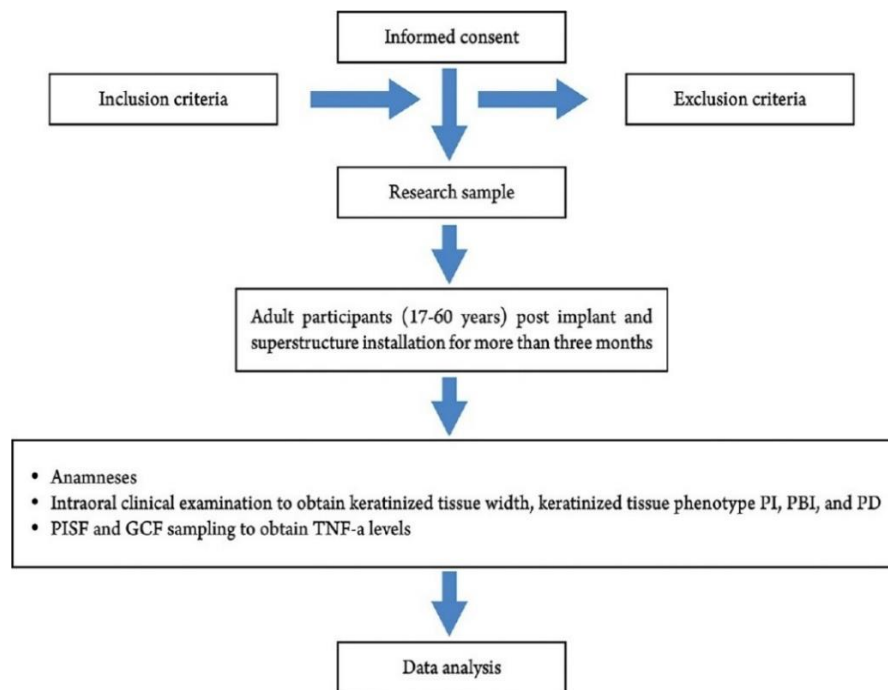 Informed consent
Inclusion criteria
Exclusion criteria
Research sample
Adult participants (17-60 years) post implant and
superstructure installation for more than three months
• Anamneses
• Intraoral clinical examination to obtain keratinized tissue width, keratinized tissue phenotype PI, PBI, and PD
• PISF and GCF sampling to obtain TNF-a levels
Data analysis